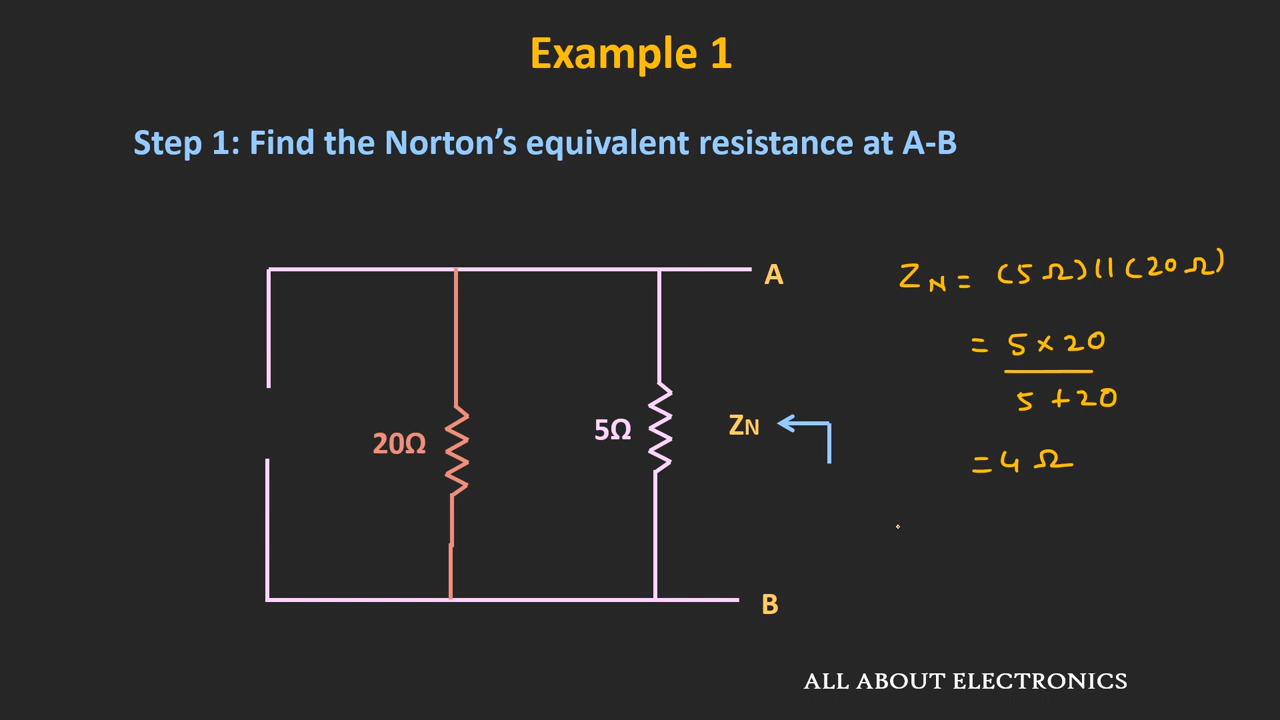 Example 1
Step 1: Find the Norton's equivalent resistance at A-B
A
Z_N = (5 Ω) || (20 Ω)
= 5 × 20
5 + 20
20Ω
5Ω
ZN
= 4 Ω
B
ALL ABOUT ELECTRONICS